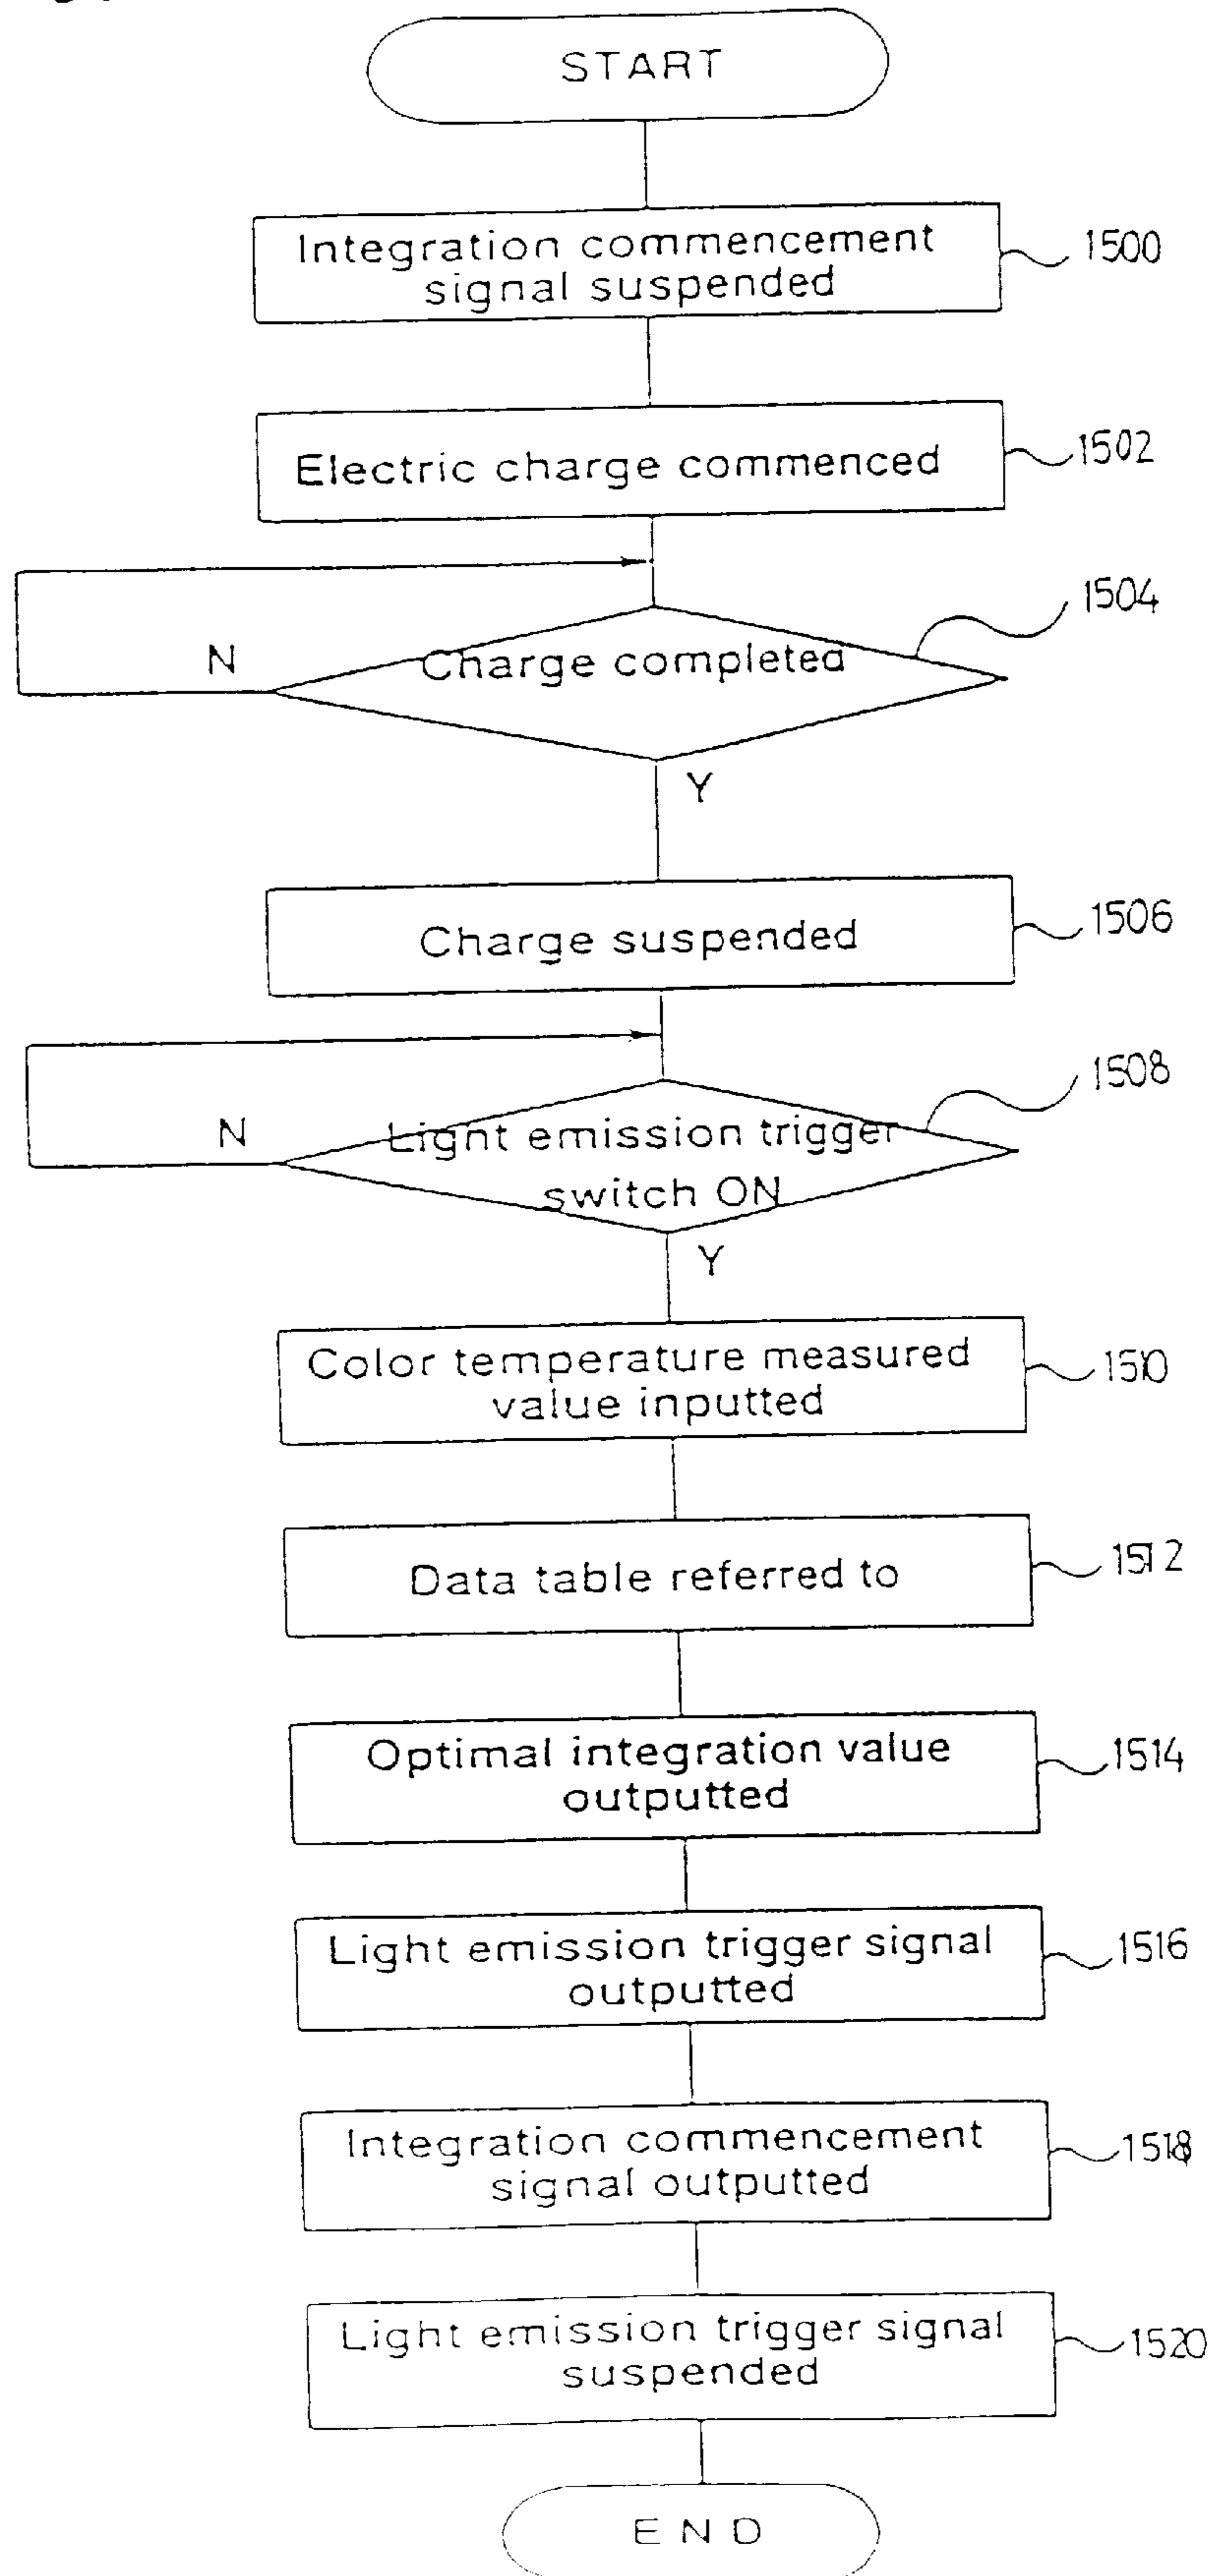 START
Integration commencement
signal suspended
1500
Electric charge commenced
1502
1504
Charge completed
N
Y
Charge suspended
1506
1508
Light emission trigger
switch ON
N
Y
Color temperature measured
value inputted
1510
Data table referred to
1512
Optimal integration value
outputted
1514
Light emission trigger signal
outputted
1516
Integration commencement
signal outputted
1518
Light emission trigger signal
suspended
1520
END